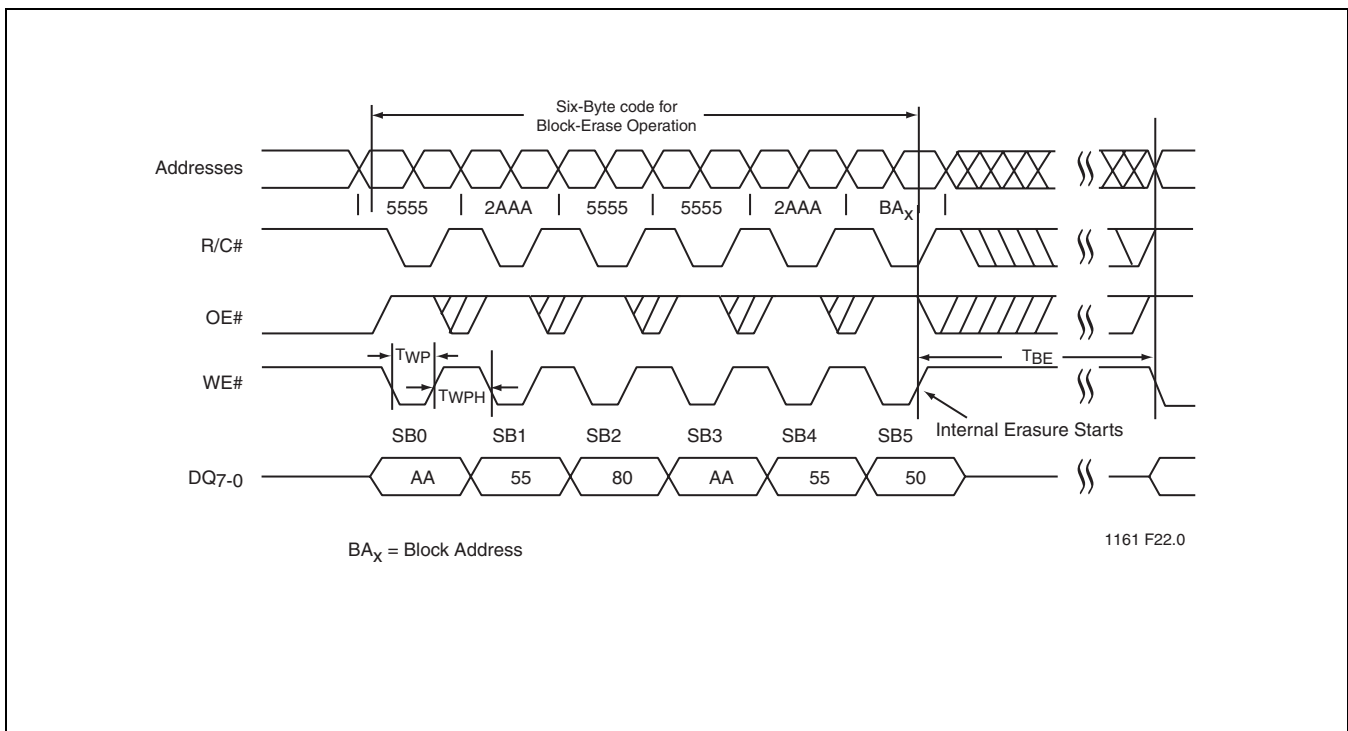 Six-Byte code for
Block-Erase Operation
Addresses
5555 2AAA 5555 5555 2AAA BAX
R/C#
OE#
TWP TBE
WE#
TWPH
Internal Erasure Starts
SB0 SB1 SB2 SB3 SB4 SB5
DQ7-0 AA 55 80 AA 55 50
1161 F22.0
BAX = Block Address